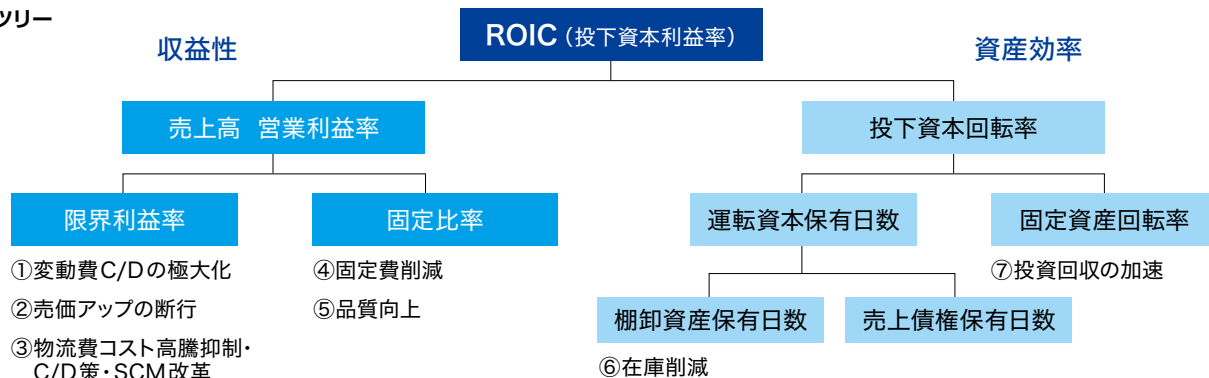 ツリー
収益性
ROIC（投下資本利益率）
資産効率
売上高 営業利益率
投下資本回転率
限界利益率
固定比率
運転資本保有日数
固定資産回転率
①変動費C/Dの極大化
②売価アップの断行
③物流費コスト高騰抑制・
C/D策・SCM改革
④固定費削減
⑤品質向上
棚卸資産保有日数
売上債権保有日数
⑥在庫削減
⑦投資回収の加速